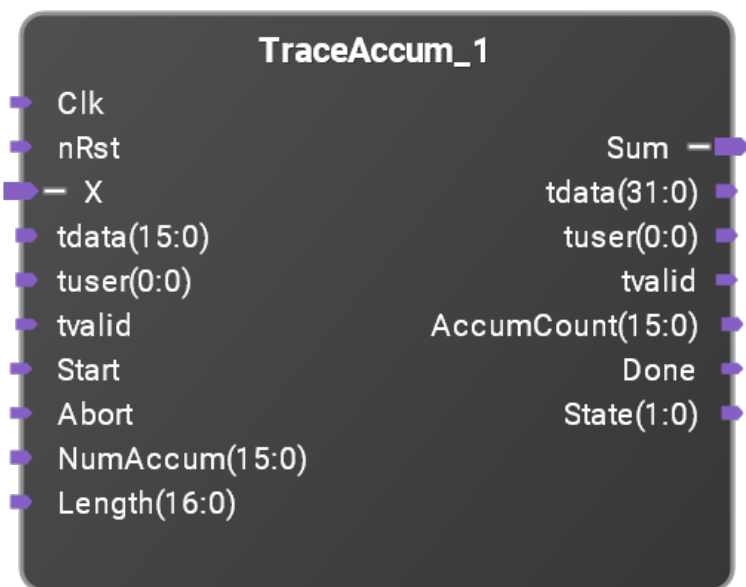 TraceAccum_1
Clk
nRst
X
tdata(15:0)
tuser(0:0)
tvalid
Start
Abort
NumAccum(15:0)
Length(16:0)
Sum
tdata(31:0)
tuser(0:0)
tvalid
AccumCount(15:0)
Done
State(1:0)